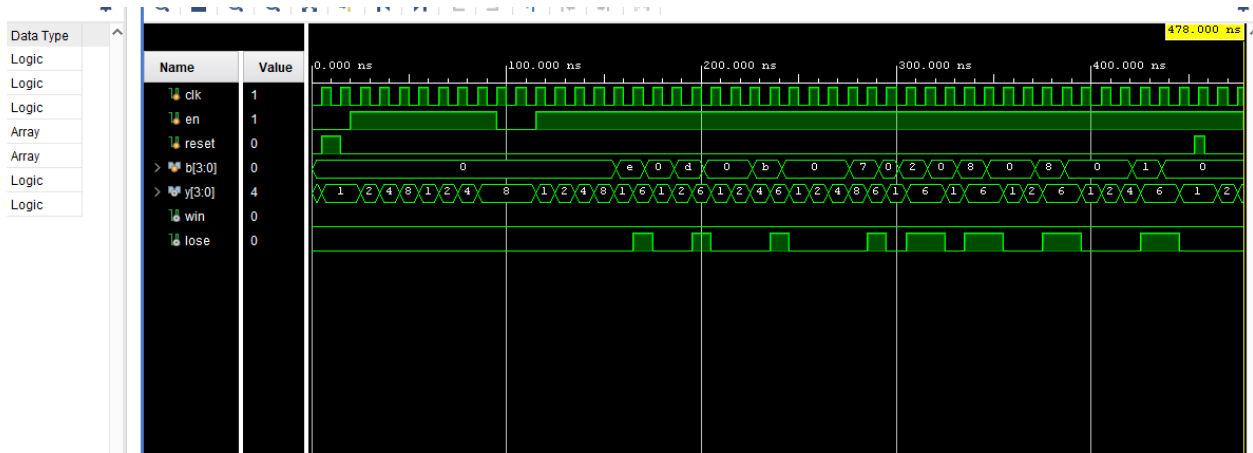 478.000 ns
Data Type
Logic
Logic
Logic
Array
Array
Logic
Logic
Name Value 0.000 ns 100.000 ns 200.000 ns 300.000 ns 400.000 ns
clk 1
en 1
reset 0
> b[3:0] 0 0 e 0 d 0 b 0 7 0 2 0 8 0 8 0 1 0
> y[3:0] 4 1 2 4 8 1 2 4 8 1 2 4 8 1 6 1 2 6 1 2 4 6 1 2 4 8 6 1 6 1 6 1 2 6 1 2 4 6 1 2
win 0
lose 0